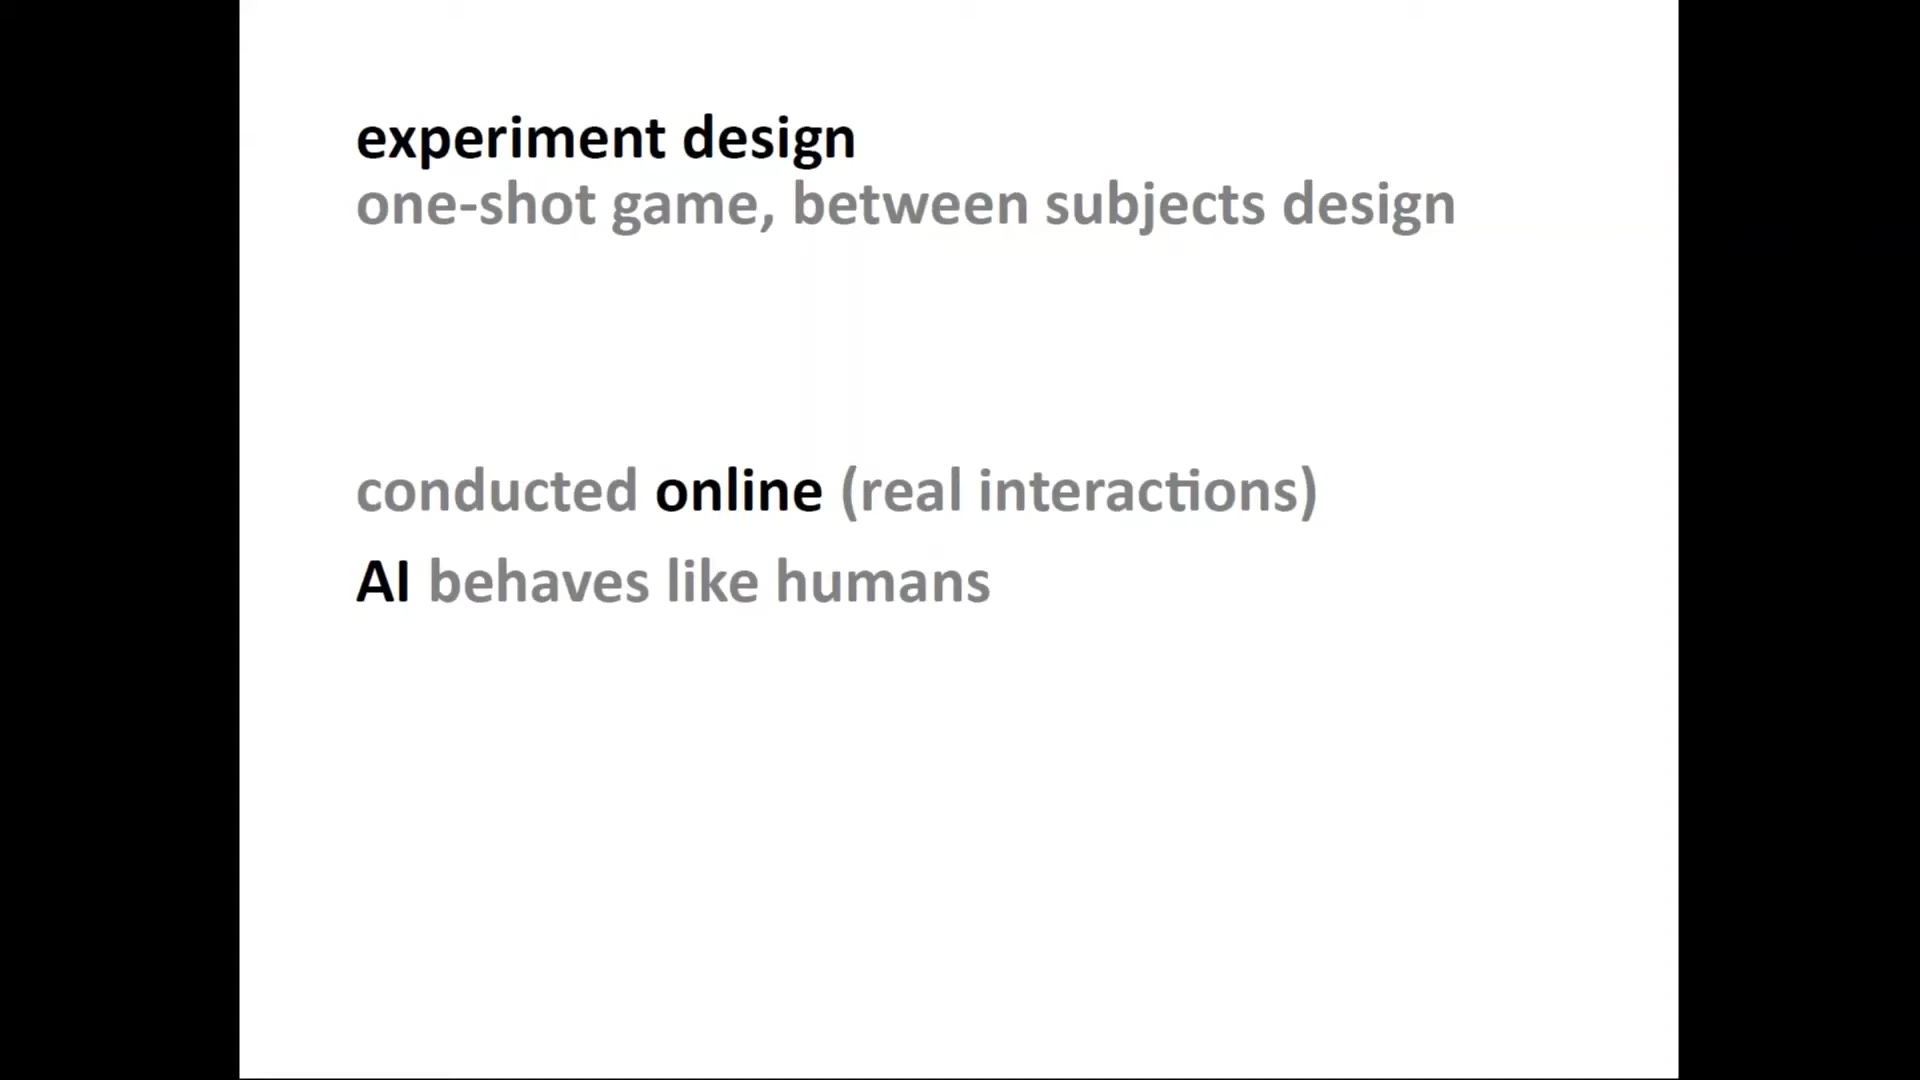 experiment design
one-shot game, between subjects design
conducted online (real interactions)
AI behaves like humans